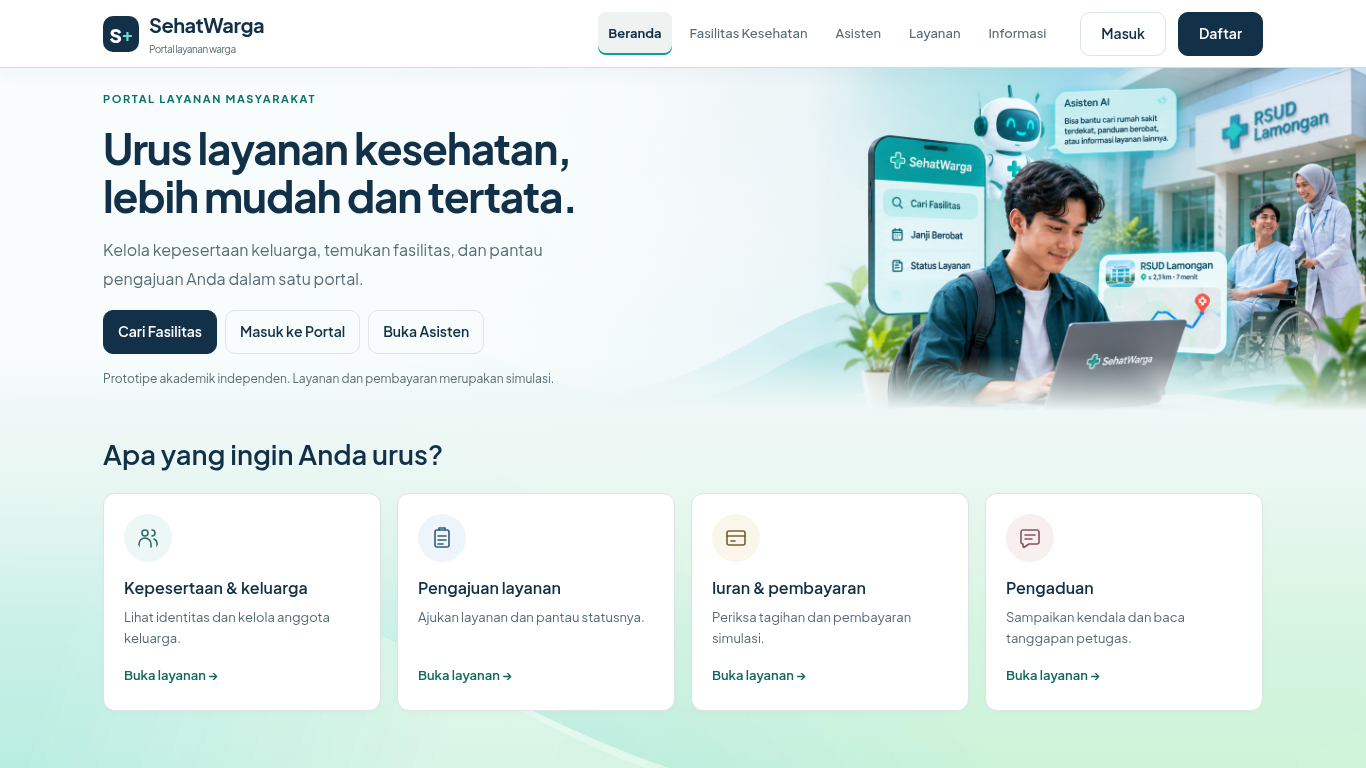 S+
SehatWarga
Portal layanan warga
Beranda
Fasilitas Kesehatan
Asisten
Layanan
Informasi
Masuk
Daftar
PORTAL LAYANAN MASYARAKAT
Urus layanan kesehatan,
lebih mudah dan tertata.
Kelola kepesertaan keluarga, temukan fasilitas, dan pantau
pengajuan Anda dalam satu portal.
Cari Fasilitas
Masuk ke Portal
Buka Asisten
Prototipe akademik independen. Layanan dan pembayaran merupakan simulasi.
Asisten AI
Bisa bantu cari rumah sakit
terdekat, panduan berobat,
atau informasi layanan lainnya.
RSUD
Lamongan
SehatWarga
Cari Fasilitas
Janji Berobat
Status Layanan
RSUD Lamongan
≤ 2,3 km • 7 menit
SehatWarga
Apa yang ingin Anda urus?
Kepesertaan & keluarga
Lihat identitas dan kelola anggota
keluarga.
Buka layanan →
Pengajuan layanan
Ajukan layanan dan pantau statusnya.
Buka layanan →
Iuran & pembayaran
Periksa tagihan dan pembayaran
simulasi.
Buka layanan →
Pengaduan
Sampaikan kendala dan baca
tanggapan petugas.
Buka layanan →